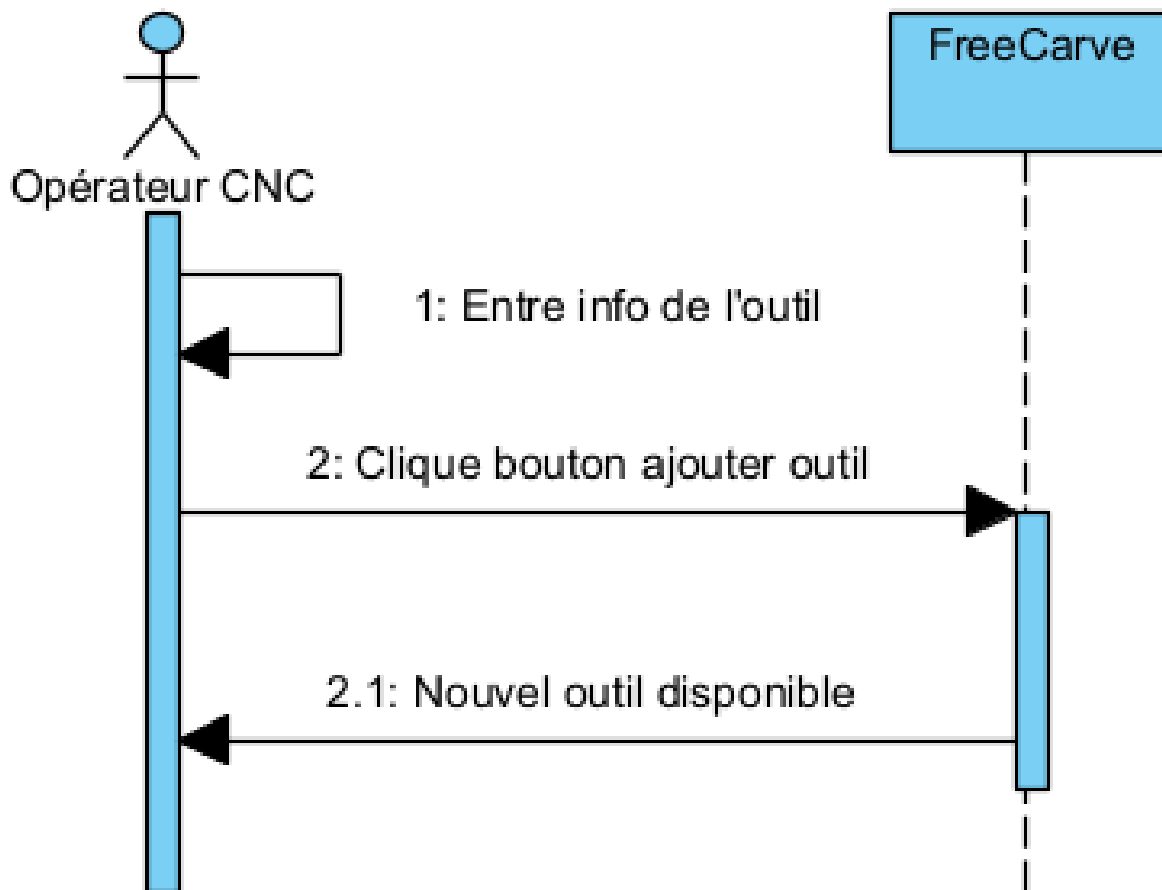 FreeCarve
Opérateur CNC
1: Entre info de l'outil
2: Clique bouton ajouter outil
2.1: Nouvel outil disponible